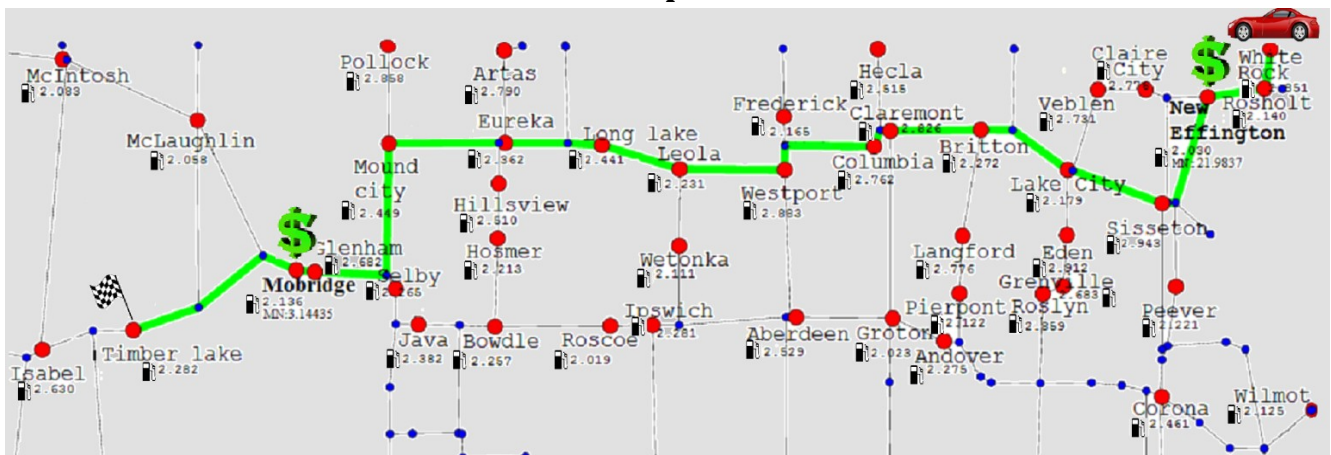 McIntosh
2.083
McLaughlin
2.058
Pollock
2.858
Artas
2.790
Eureka
2.362
Long lake
2.441
Leola
2.231
Frederick
2.165
Hecla
Claremont
2.826
Columbia
2.762
Britton
2.272
Veblen
2.731
Claire
City
White
Rock
Rosholt
2.140
New
Effington
2.030
MN:21.9837
Mound
city
2.449
Hillsview
2.510
Hosmer
2.213
Wetonka
2.111
Westport
2.883
Lake City
2.179
Sisseton
2.943
Langford
2.776
Eden
2.912
Grenville
2.683
Roslyn
2.859
Pierpont
2.122
Peever
2.221
Glenham
2.682
Mobridge
2.136
MN:3.14435
Selby
Timber lake
2.282
Isabel
2.630
Java
2.382
Bowdle
2.257
Roscoe
2.019
Ipswich
2.281
Aberdeen
2.529
Groton
2.023
Andover
2.275
Corona
2.461
Wilmot
2.125